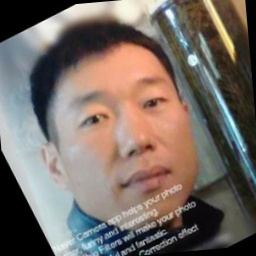 Camera app helps your photo
funny and interesting
Filters will make your photo
and fantastic
Correction effect